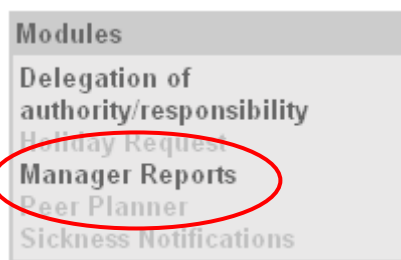 Modules
Delegation of
authority/responsibility
Holiday Request
Manager Reports
Peer Planner
Sickness Notifications